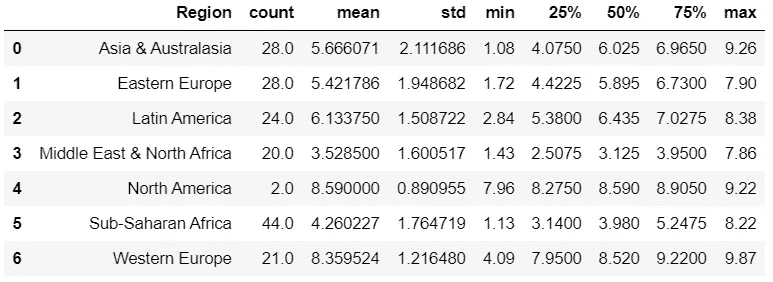 Region count mean std min 25% 50% 75% max
0 Asia & Australasia 28.0 5.666071 2.111686 1.08 4.0750 6.025 6.9650 9.26
1 Eastern Europe 28.0 5.421786 1.948682 1.72 4.4225 5.895 6.7300 7.90
2 Latin America 24.0 6.133750 1.508722 2.84 5.3800 6.435 7.0275 8.38
3 Middle East & North Africa 20.0 3.528500 1.600517 1.43 2.5075 3.125 3.9500 7.86
4 North America 2.0 8.590000 0.890955 7.96 8.2750 8.590 8.9050 9.22
5 Sub-Saharan Africa 44.0 4.260227 1.764719 1.13 3.1400 3.980 5.2475 8.22
6 Western Europe 21.0 8.359524 1.216480 4.09 7.9500 8.520 9.2200 9.87